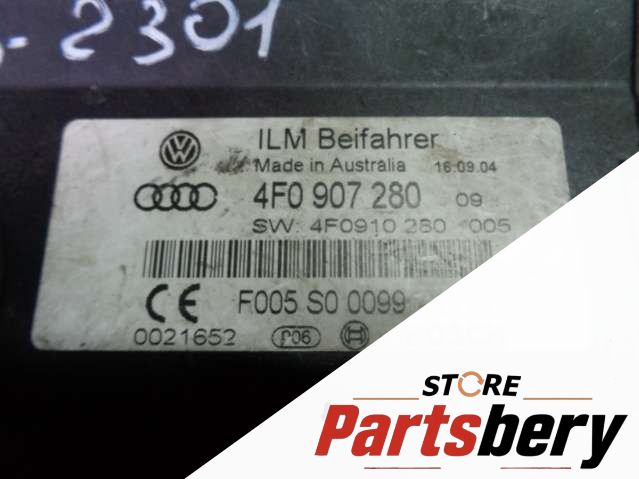 2301
ILM Beifahrer
Made in Australia 16.09.04
4F0 907 280 09
SW: 4F0910 280 005
CE F005 S0 0099
0021652 P06
STORE
Partsbery